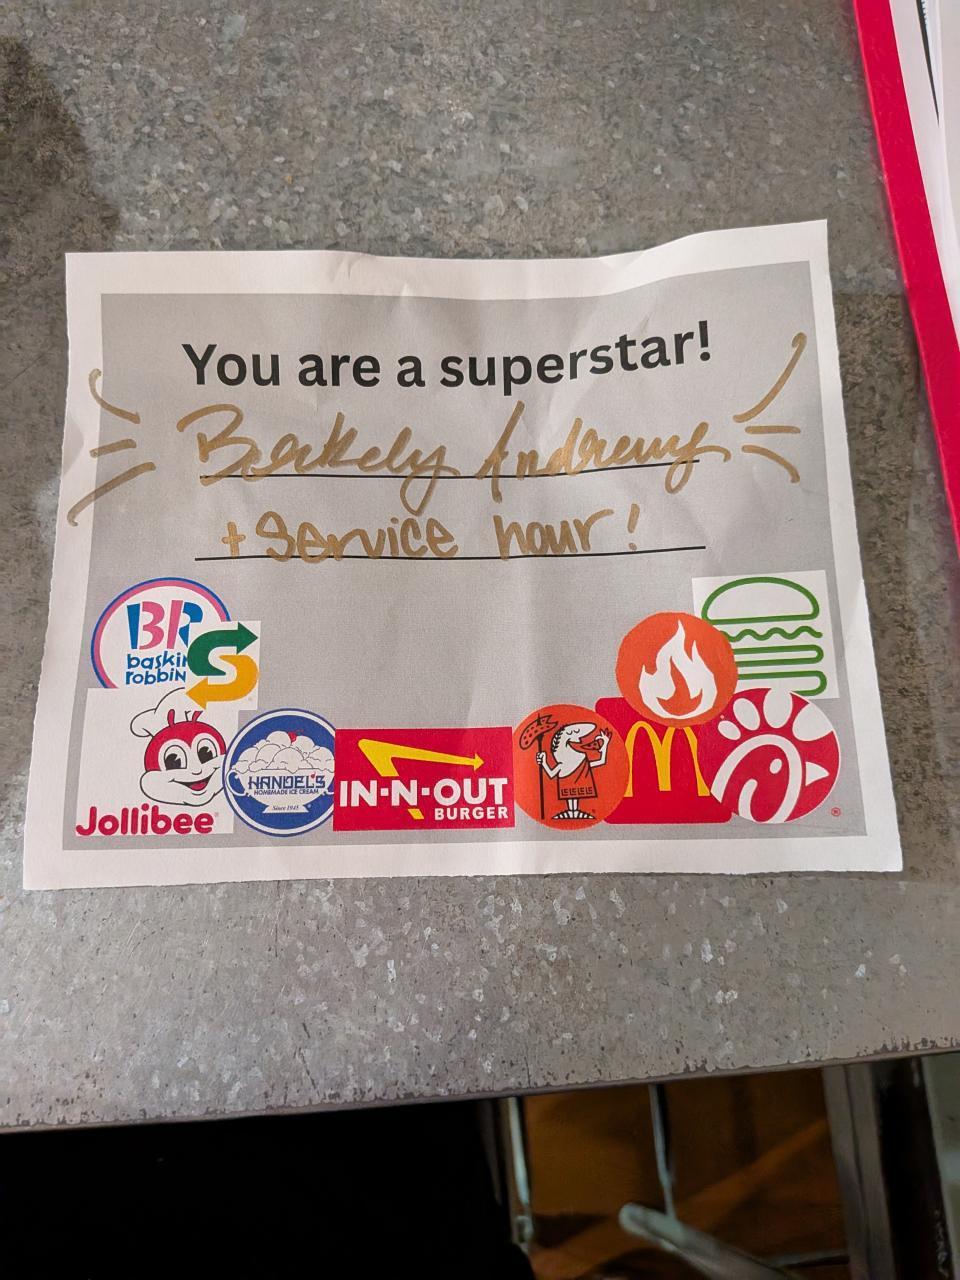 You are a superstar!
Berkely Andrews
+ Service hour!
BR
baskin
robbin
S
Jollibee
HANDEL'S
HOMEMADE ICE CREAM
Since 1945
IN-N-OUT
BURGER
M
®